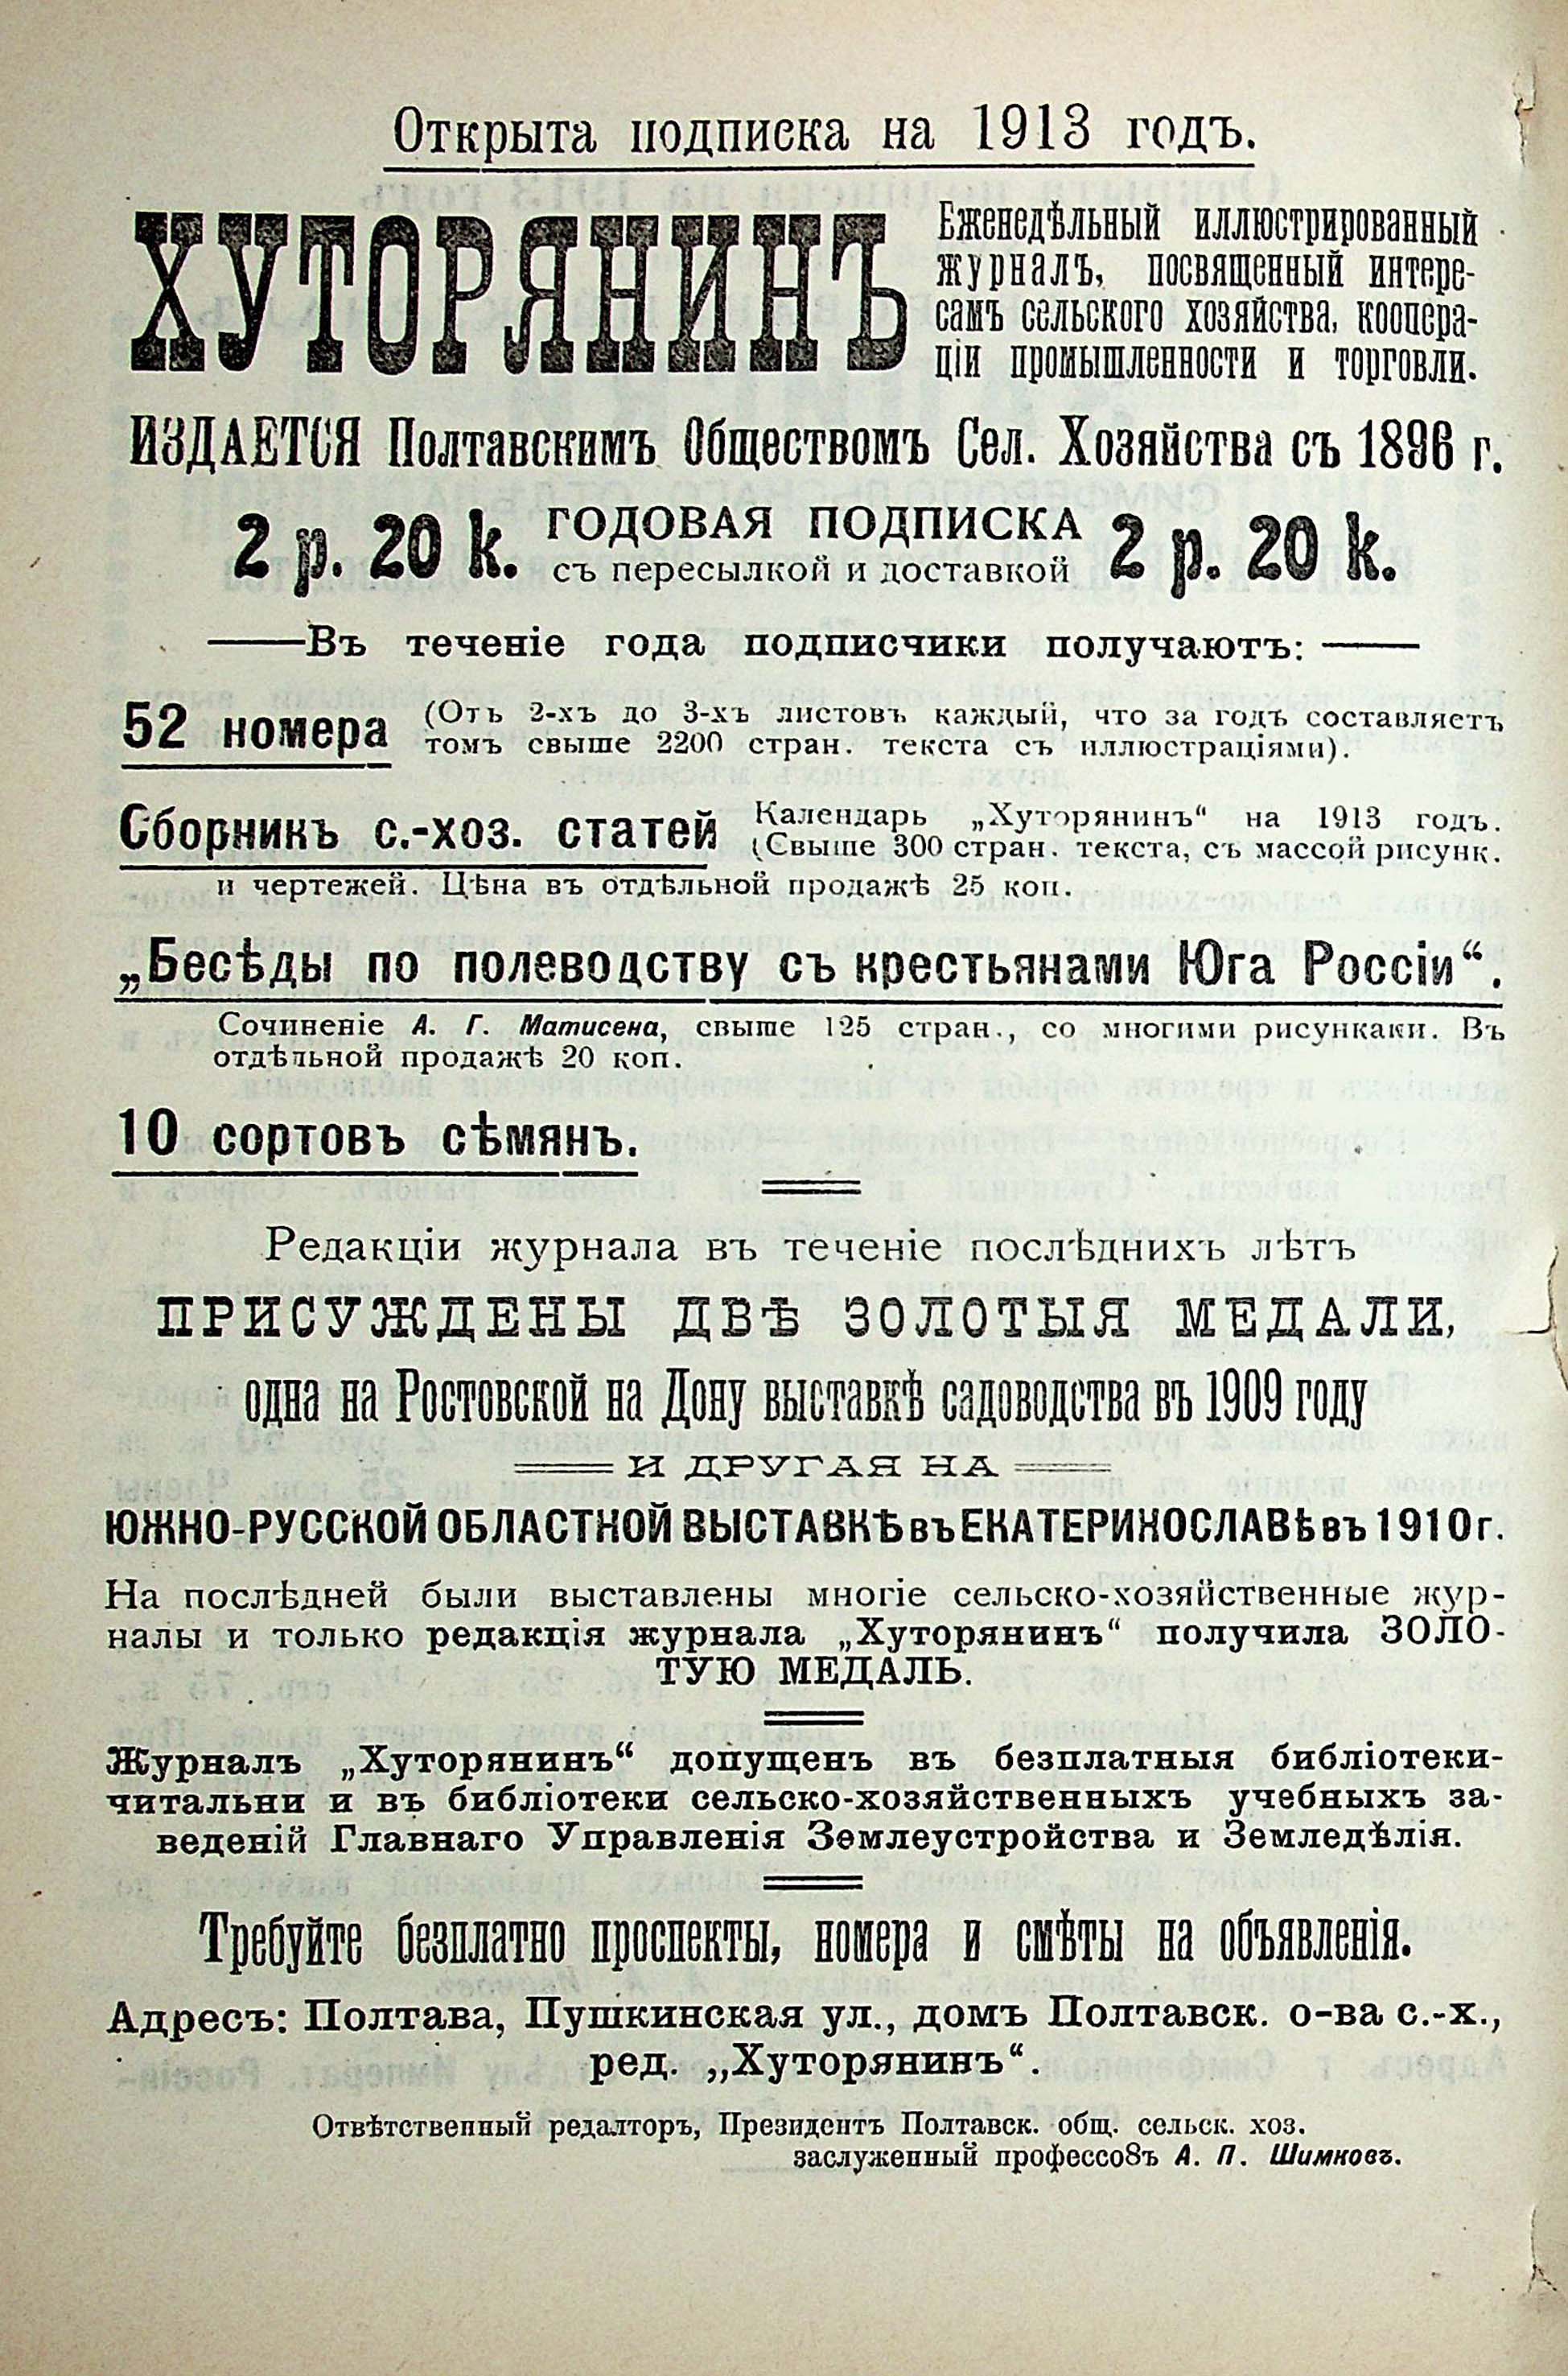 Открыта подписка на 1913 годъ.
ХУТОРЯНИНЪ
Еженедѣльный иллюстрированный
журналъ, посвященный интере-
самъ сельского хозяйства, коопера-
ціи промышленности и торговли.
ИЗДАЕТСЯ Полтавскимъ Обществомъ Сел. Хозяйства съ 1896 г.
2 р. 20 к. ГОДОВАЯ ПОДПИСКА 2 р. 20 к.
съ пересылкой и доставкой
Въ теченіе года подписчики получаютъ:
52 номера (Отъ 2-хъ до 3-хъ листовъ каждый, что за годъ составляетъ
томъ свыше 2200 стран. текста съ иллюстраціями).
Сборникъ с.-хоз. статей Календарь „Хуторянинъ“ на 1913 годъ.
(Свыше 300 стран. текста, съ массой рисунк.
и чертежей. Цѣна въ отдѣльной продажѣ 25 коп.
„Бесѣды по полеводству съ крестьянами Юга Россіи“.
Сочиненіе А. Г. Матисена, свыше 125 стран., со многими рисункаки. Въ
отдѣльной продажѣ 20 коп.
10 сортовъ сѣмянъ.
Редакціи журнала въ теченіе послѣднихъ лѣтъ
ПРИСУЖДЕНЫ ДВѢ ЗОЛОТЫЯ МЕДАЛИ,
одна на Ростовской на Дону выставкѣ садоводства въ 1909 году
И ДРУГАЯ НА
ЮЖНО-РУССКОЙ ОБЛАСТНОЙ ВЫСТАВКѢ въ ЕКАТЕРИНОСЛАВѢ въ 1910 г.
На послѣдней были выставлены многіе сельско-хозяйственные жур-
налы и только редакція журнала „Хуторянинъ“ получила ЗОЛО-
ТУЮ МЕДАЛЬ.
Журналъ „Хуторянинъ“ допущенъ въ безплатныя библіотеки-
читальни и въ библіотеки сельско-хозяйственныхъ учебныхъ за-
веденій Главнаго Управленія Землеустройства и Земледѣлія.
Требуйте безплатно проспекты, номера и смѣты на объявленія.
Адресъ: Полтава, Пушкинская ул., домъ Полтавск. о-ва с.-х.,
ред. „Хуторянинъ“.
Отвѣтственный редалторъ, Президентъ Полтавск. общ. сельск. хоз.
заслуженный профессо8ъ А. П. Шимковъ.